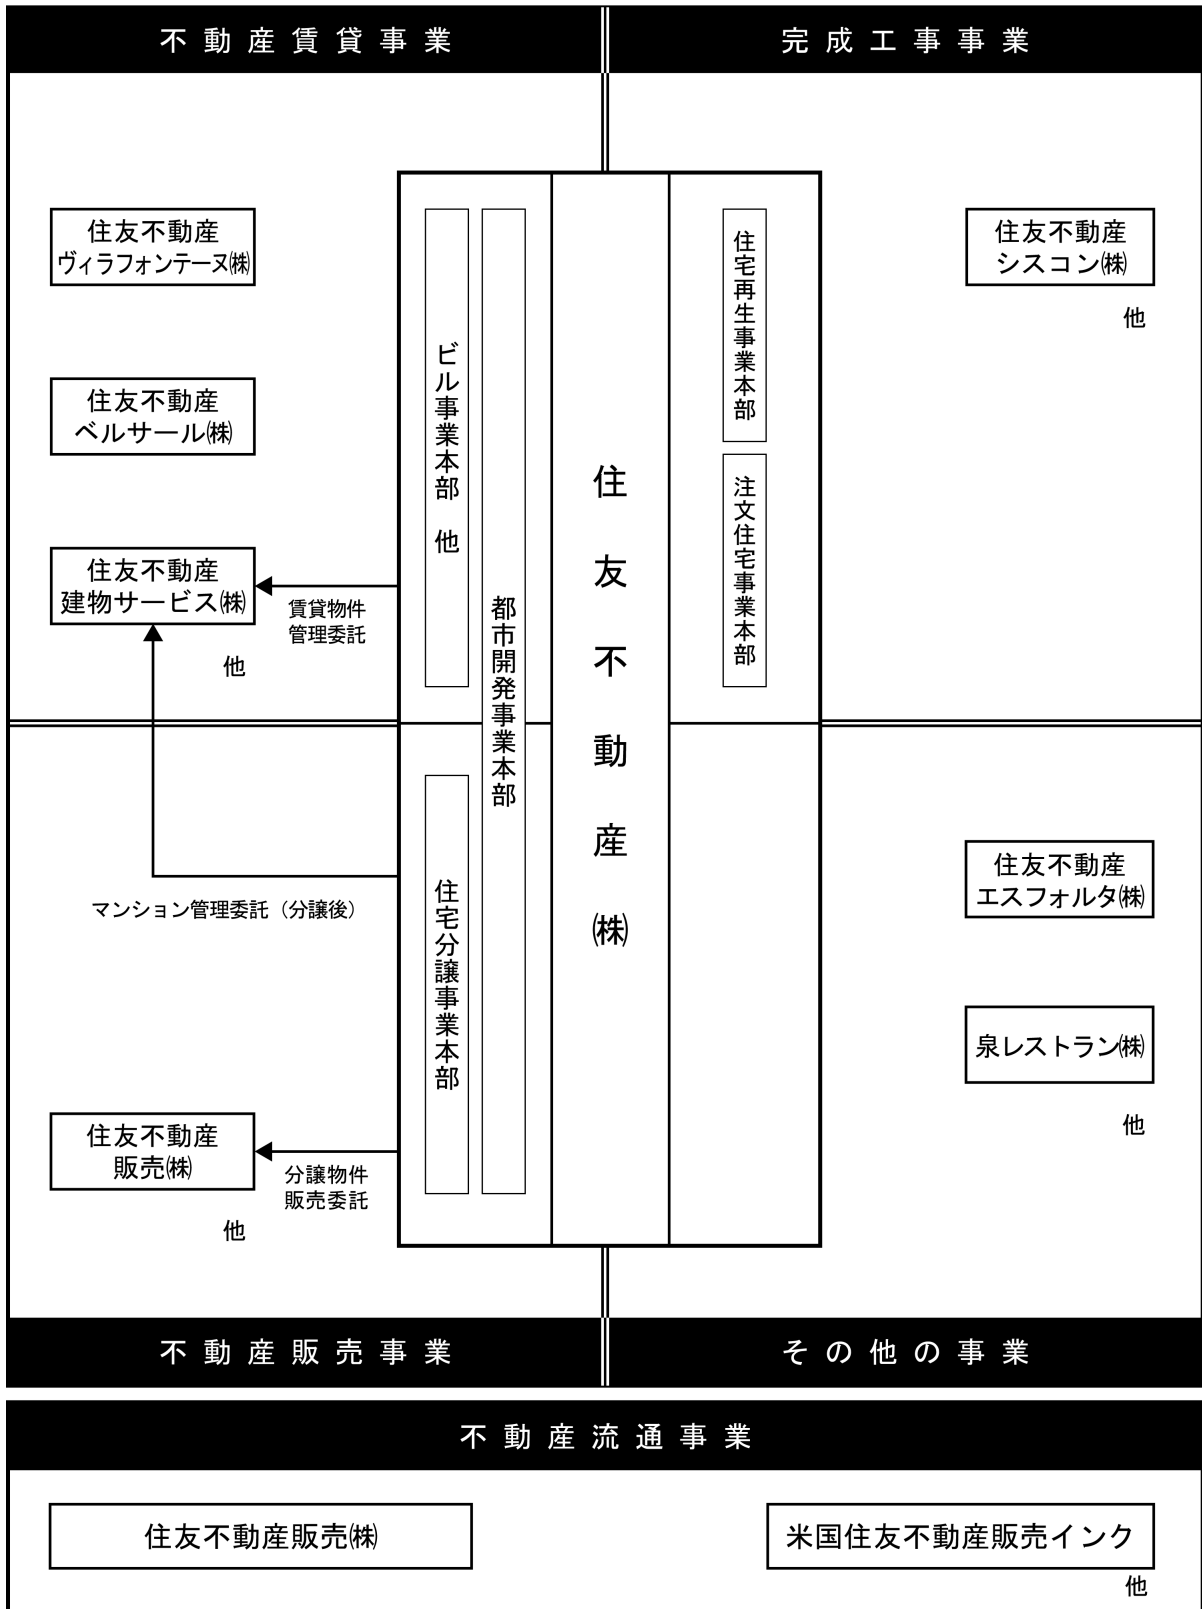 不動産賃貸事業
完成工事事業
住友不動産
ヴィラフォンテーヌ㈱
住友不動産
ベルサール㈱
住友不動産
建物サービス㈱
他
賃貸物件
管理委託
マンション管理委託（分譲後）
住友不動産
販売㈱
他
分譲物件
販売委託
ビル事業本部　他
住宅分譲事業本部
都市開発事業本部
住友不動産㈱
住宅再生事業本部
注文住宅事業本部
住友不動産
シスコン㈱
他
住友不動産
エスフォルタ㈱
泉レストラン㈱
他
不動産販売事業
その他の事業
不動産流通事業
住友不動産販売㈱
米国住友不動産販売インク
他